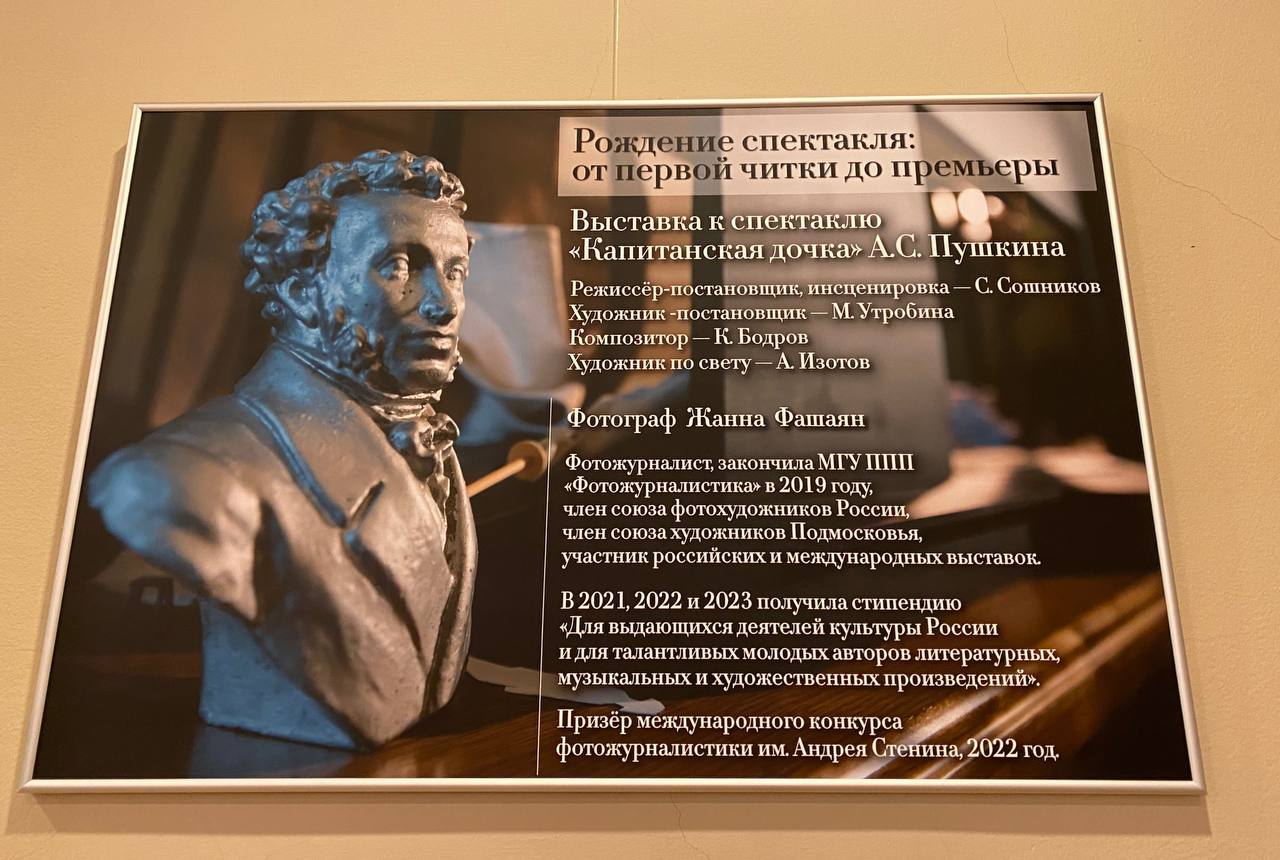 Рождение спектакля:
от первой читки до премьеры
Выставка к спектаклю
«Капитанская дочка» А.С. Пушкина
Режиссёр-постановщик, инсценировка — С. Сошников
Художник -постановщик — М. Утробина
Композитор — К. Бодров
Художник по свету — А. Изотов
Фотограф Жанна Фашаян
Фотожурналист, закончила МГУ ППП
«Фотожурналистика» в 2019 году,
член союза фотохудожников России,
член союза художников Подмосковья,
участник российских и международных выставок.
В 2021, 2022 и 2023 получила стипендию
«Для выдающихся деятелей культуры России
и для талантливых молодых авторов литературных,
музыкальных и художественных произведений».
Призёр международного конкурса
фотожурналистики им. Андрея Стенина, 2022 год.